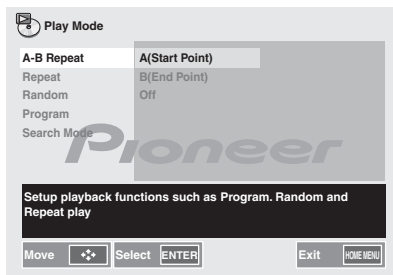 Play Mode
A-B Repeat A(Start Point)
Repeat B(End Point)
Random Off
Program
Search Mode
Pioneer
Setup playback functions such as Program. Random and
Repeat play
Move Select ENTER Exit HOME MENU